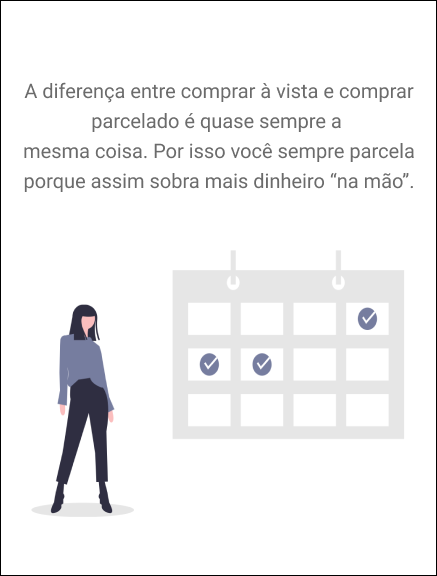 A diferença entre comprar à vista e comprar
parcelado é quase sempre a
mesma coisa. Por isso você sempre parcela
porque assim sobra mais dinheiro “na mão”.